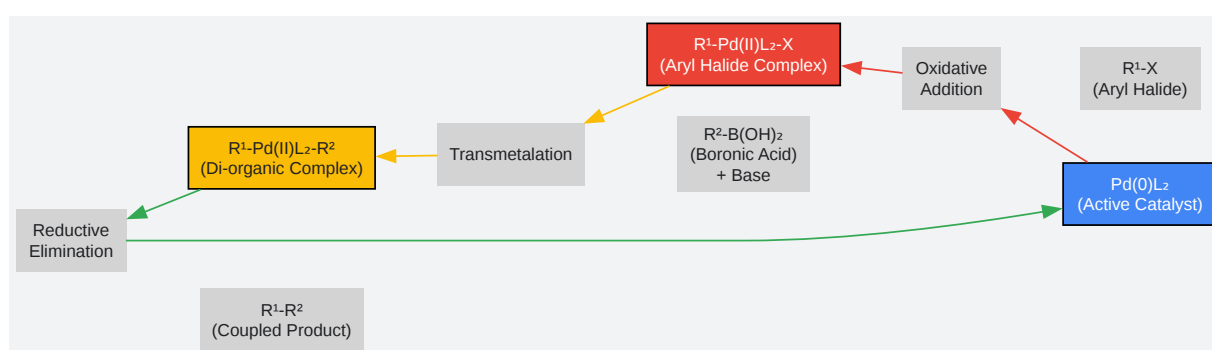 R¹-Pd(II)L₂-X
(Aryl Halide Complex)
Oxidative
Addition
R¹-X
(Aryl Halide)
R²-B(OH)₂
(Boronic Acid)
+ Base
Transmetalation
R¹-Pd(II)L₂-R²
(Di-organic Complex)
Pd(0)L₂
(Active Catalyst)
Reductive
Elimination
R¹-R²
(Coupled Product)